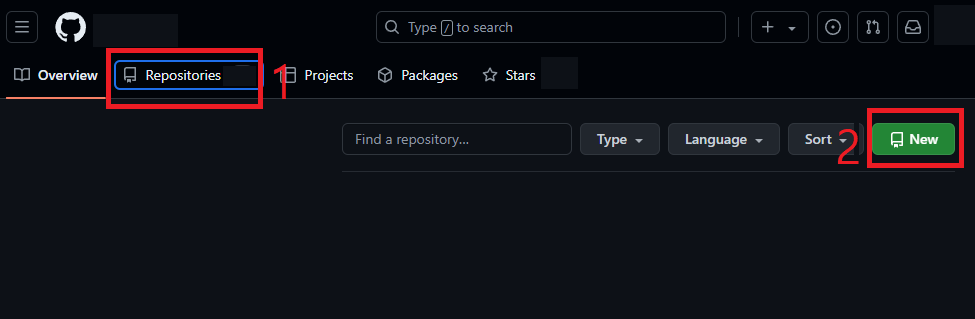 Type / to search
Overview Repositories 1 Projects Packages Stars
Find a repository... Type Language Sort 2 New